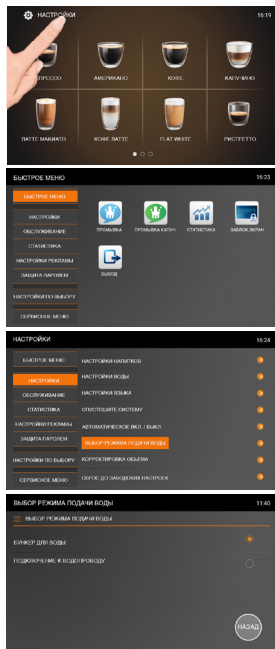 НАСТРОЙКИ 16:19
ЭСПРЕССО АМЕРИКАНО КОФЕ КАПУЧИНО
ЛАТТЕ МАКИАТО КОФЕ ЛАТТЕ FLAT WHITE РИСТРЕТТО
БЫСТРОЕ МЕНЮ 16:23
БЫСТРОЕ МЕНЮ
НАСТРОЙКИ
ОБСЛУЖИВАНИЕ
СТАТИСТИКА
НАСТРОЙКИ РЕКЛАМЫ
ЗАЩИТА ПАРОЛЕМ
НАСТРОЙКИ ПО ВЫБОРУ
СЕРВИСНОЕ МЕНЮ
ПРОМЫВКА ПРОМЫВКА КАПУЧ. СТАТИСТИКА ЗАБЛОК.ЭКРАН
ВЫХОД
НАСТРОЙКИ 16:24
БЫСТРОЕ МЕНЮ
НАСТРОЙКИ
ОБСЛУЖИВАНИЕ
СТАТИСТИКА
НАСТРОЙКИ РЕКЛАМЫ
ЗАЩИТА ПАРОЛЕМ
НАСТРОЙКИ ПО ВЫБОРУ
СЕРВИСНОЕ МЕНЮ
НАСТРОЙКИ НАПИТКОВ
НАСТРОЙКИ ВОДЫ
НАСТРОЙКИ ЯЗЫКА
ОПУСТОШИТЕ СИСТЕМУ
АВТОМАТИЧЕСКОЕ ВКЛ. / ВЫКЛ.
ВЫБОР РЕЖИМА ПОДАЧИ ВОДЫ
КОРРЕКТИРОВКА ОБЪЕМА
СБРОС ДО ЗАВОДСКИХ НАСТРОЕК
ВЫБОР РЕЖИМА ПОДАЧИ ВОДЫ 11:40
ВЫБОР РЕЖИМА ПОДАЧИ ВОДЫ
БУНКЕР ДЛЯ ВОДЫ
ПОДКЛЮЧЕНИЕ К ВОДОПРОВОДУ
НАЗАД